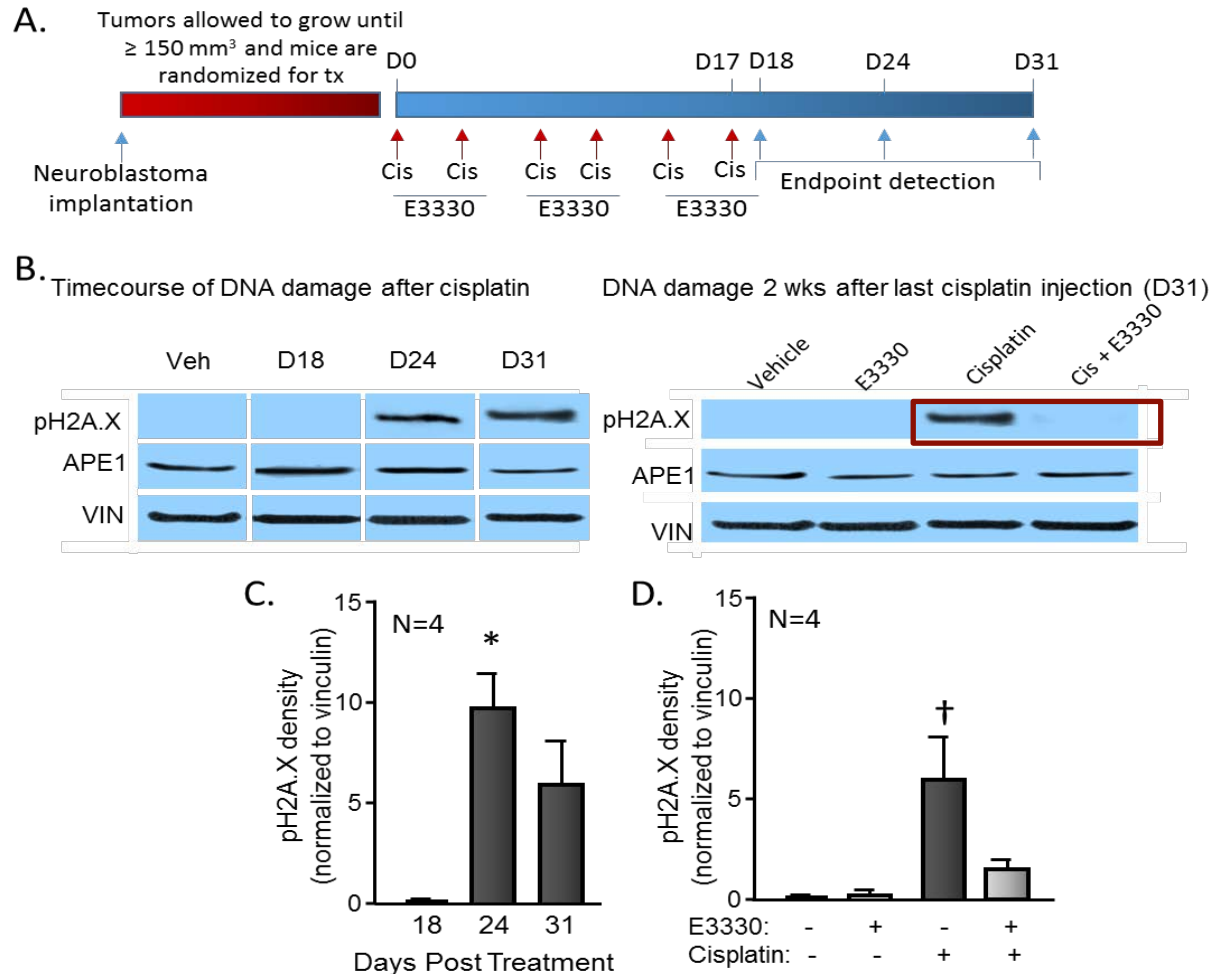 A.
Tumors allowed to grow until
≥ 150 mm³ and mice are
randomized for tx
D0
D17 D18 D24 D31
Cis Cis Cis Cis Cis Cis
Neuroblastoma
implantation
E3330 E3330 E3330
Endpoint detection
B.
Timecourse of DNA damage after cisplatin
Veh D18 D24 D31
pH2A.X
APE1
VIN
DNA damage 2 wks after last cisplatin injection (D31)
Vehicle E3330 Cisplatin Cis + E3330
pH2A.X
APE1
VIN
C.
N=4
*
pH2A.X density
(normalized to vinculin)
15
10
5
0
18 24 31
Days Post Treatment
D.
N=4
†
pH2A.X density
(normalized to vinculin)
15
10
5
0
E3330: - + - +
Cisplatin: - - + +